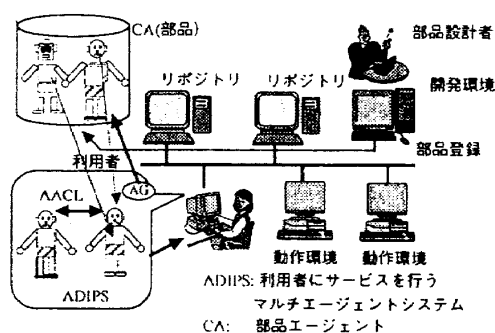 CA(部品)
部品設計者
リポジトリ
リポジトリ
開発環境
部品登録
利用者
AG
AACL
ADIPS
動作環境
動作環境
ADIPS: 利用者にサービスを行う
マルチエージェントシステム
CA: 部品エージェント